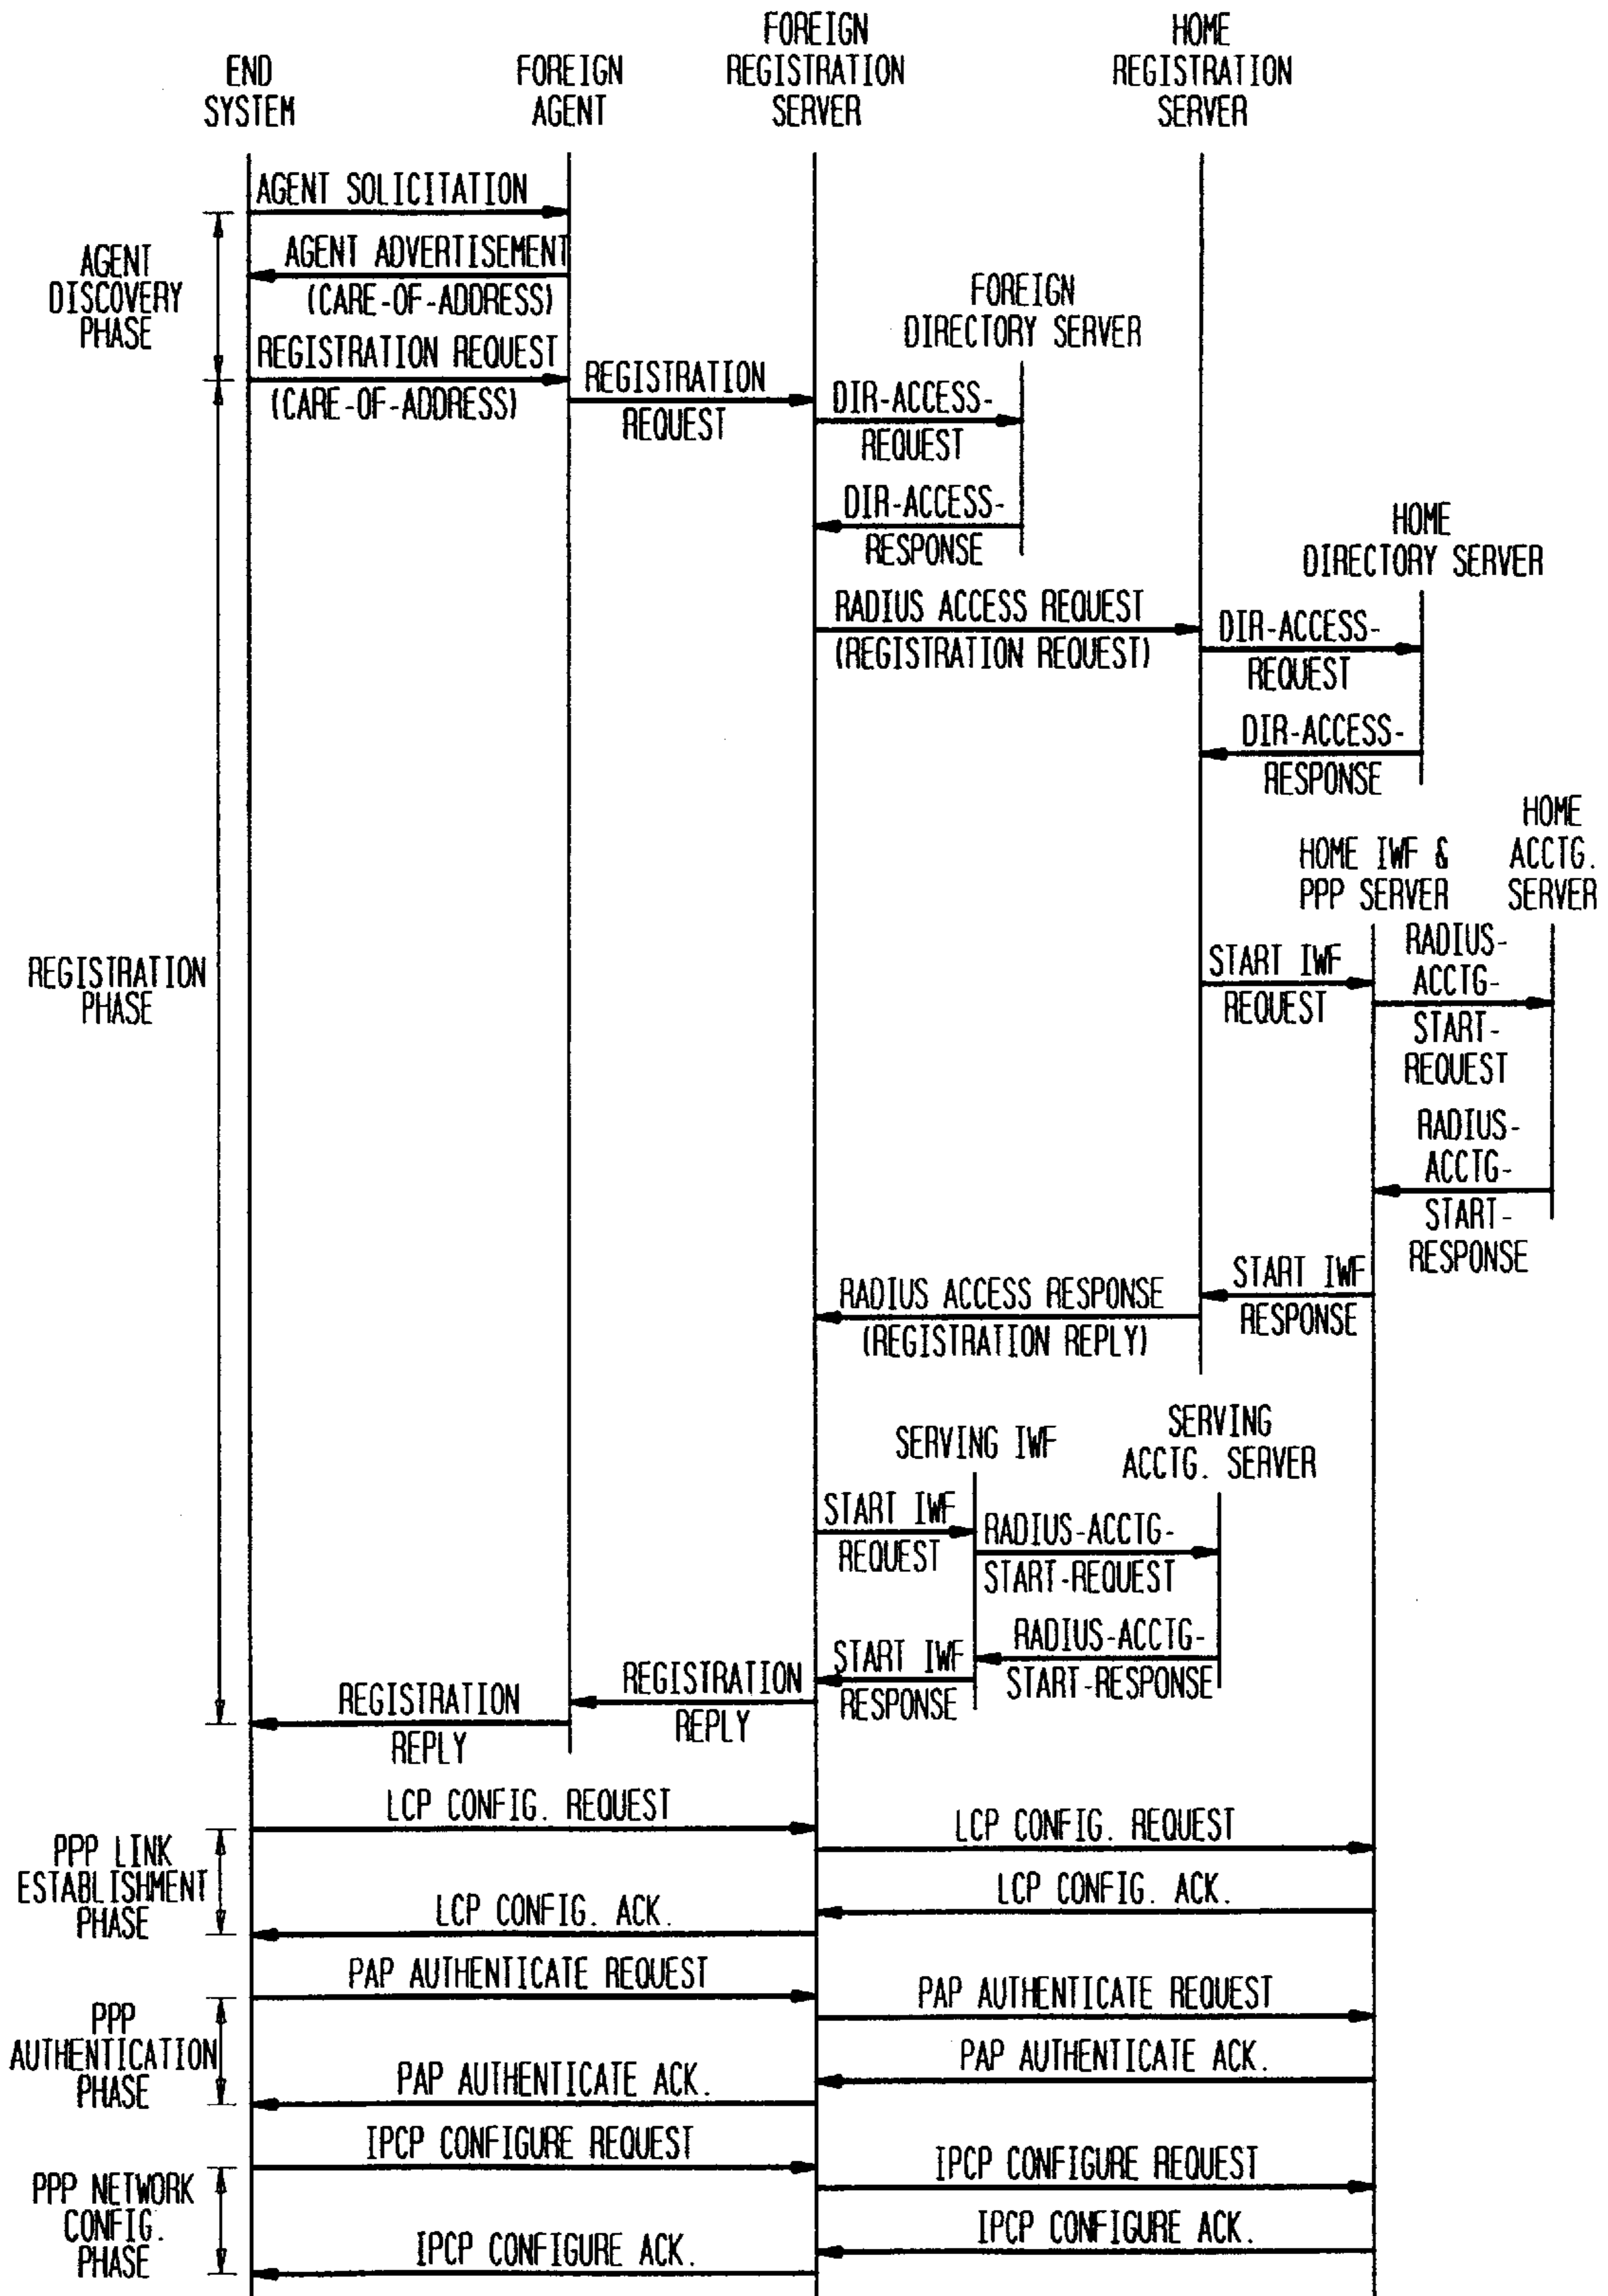 END
SYSTEM
FOREIGN
AGENT
FOREIGN
REGISTRATION
SERVER
HOME
REGISTRATION
SERVER
AGENT SOLICITATION
AGENT ADVERTISEMENT
(CARE-OF-ADDRESS)
AGENT
DISCOVERY
PHASE
REGISTRATION REQUEST
(CARE-OF-ADDRESS)
REGISTRATION
REQUEST
FOREIGN
DIRECTORY SERVER
DIR-ACCESS-
REQUEST
DIR-ACCESS-
RESPONSE
HOME
DIRECTORY SERVER
RADIUS ACCESS REQUEST
(REGISTRATION REQUEST)
DIR-ACCESS-
REQUEST
DIR-ACCESS-
RESPONSE
HOME IWF &
PPP SERVER
HOME
ACCTG.
SERVER
REGISTRATION
PHASE
START IWF
REQUEST
RADIUS-
ACCTG-
START-
REQUEST
RADIUS-
ACCTG-
START-
RESPONSE
START IWF
RESPONSE
RADIUS ACCESS RESPONSE
(REGISTRATION REPLY)
SERVING IWF
SERVING
ACCTG. SERVER
START IWF
REQUEST
RADIUS-ACCTG-
START-REQUEST
RADIUS-ACCTG-
START-RESPONSE
START IWF
RESPONSE
REGISTRATION
REPLY
REGISTRATION
REPLY
LCP CONFIG. REQUEST
LCP CONFIG. REQUEST
PPP LINK
ESTABLISHMENT
PHASE
LCP CONFIG. ACK.
LCP CONFIG. ACK.
PAP AUTHENTICATE REQUEST
PAP AUTHENTICATE REQUEST
PPP
AUTHENTICATION
PHASE
PAP AUTHENTICATE ACK.
PAP AUTHENTICATE ACK.
IPCP CONFIGURE REQUEST
IPCP CONFIGURE REQUEST
PPP NETWORK
CONFIG.
PHASE
IPCP CONFIGURE ACK.
IPCP CONFIGURE ACK.